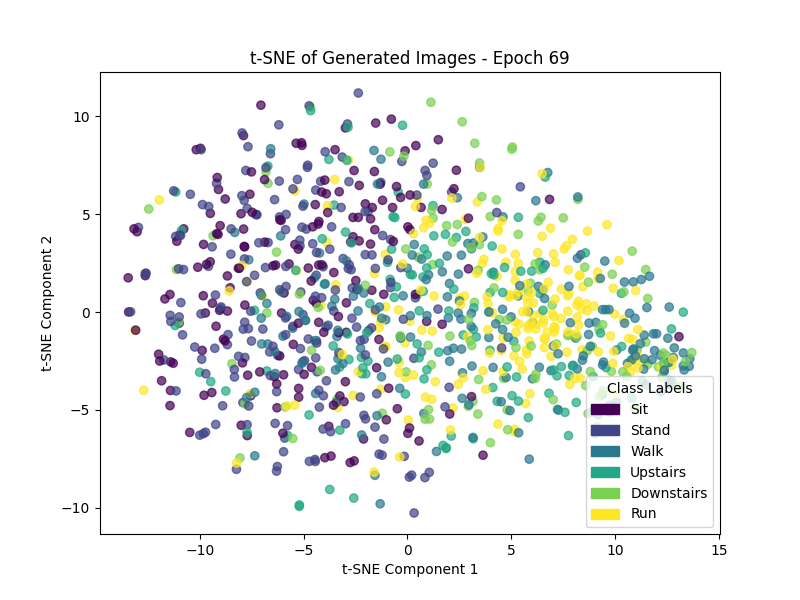 t-SNE of Generated Images - Epoch 69
t-SNE Component 2
10
5
0
−5
−10
Class Labels
Sit
Stand
Walk
Upstairs
Downstairs
Run
−10
−5
0
5
10
15
t-SNE Component 1